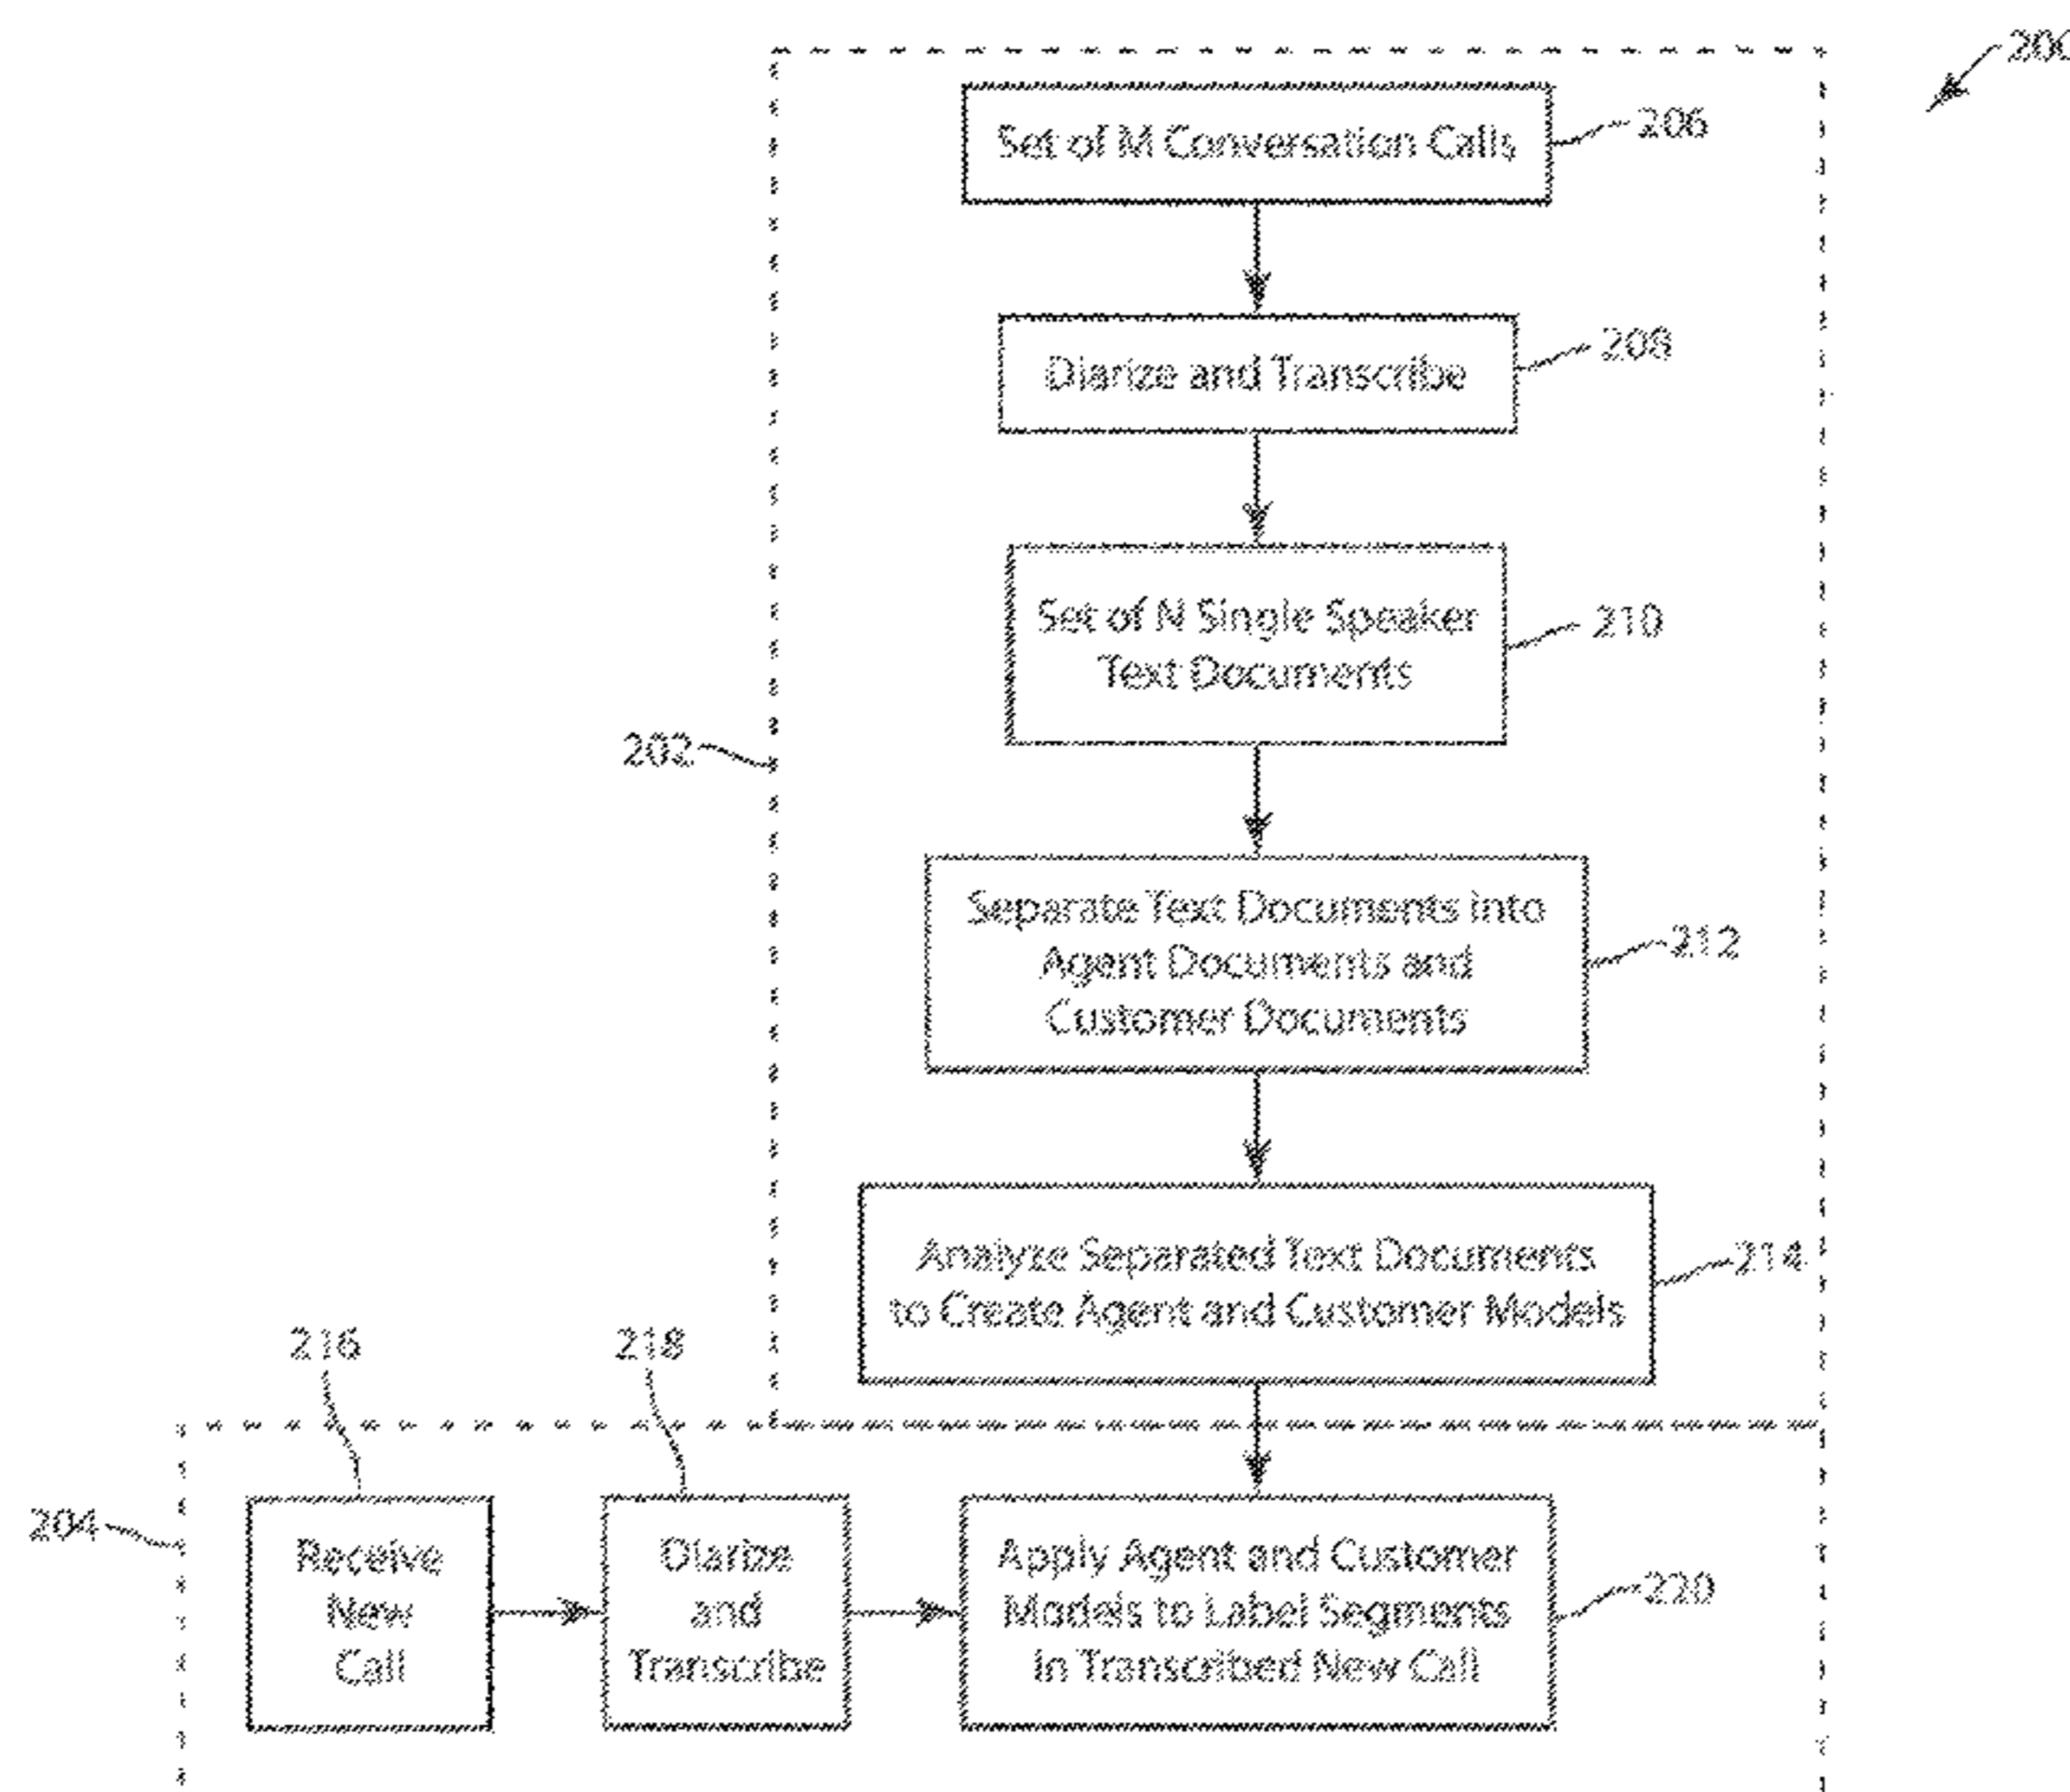 200
Set of M Conversation Calls
206
Diarize and Transcribe
208
Set of N Single Speaker
Text Documents
210
202
Separate Text Documents into
Agent Documents and
Customer Documents
212
Analyze Separated Text Documents
to Create Agent and Customer Models
214
216
218
204
Receive
New
Call
Diarize
and
Transcribe
Apply Agent and Customer
Models to Label Segments
in Transcribed New Call
220